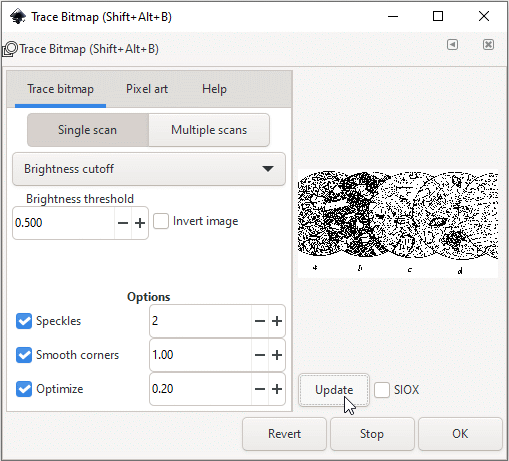 Trace Bitmap (Shift+Alt+B)
Trace Bitmap (Shift+Alt+B)
Trace bitmap Pixel art Help
Single scan Multiple scans
Brightness cutoff
Brightness threshold
0.500 Invert image
Options
Speckles 2
Smooth corners 1.00
Optimize 0.20
a b c d
Update SIOX
Revert Stop OK